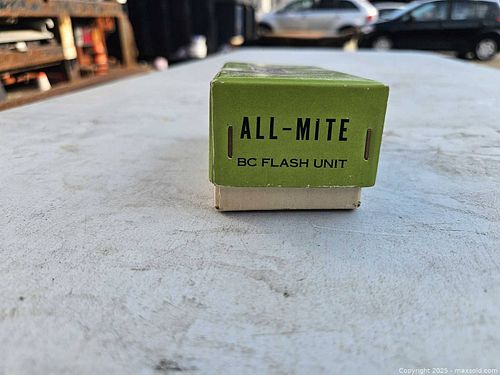 ALL-MiTE
BC FLASH UNIT
Copyright 2025 - maxsold.com